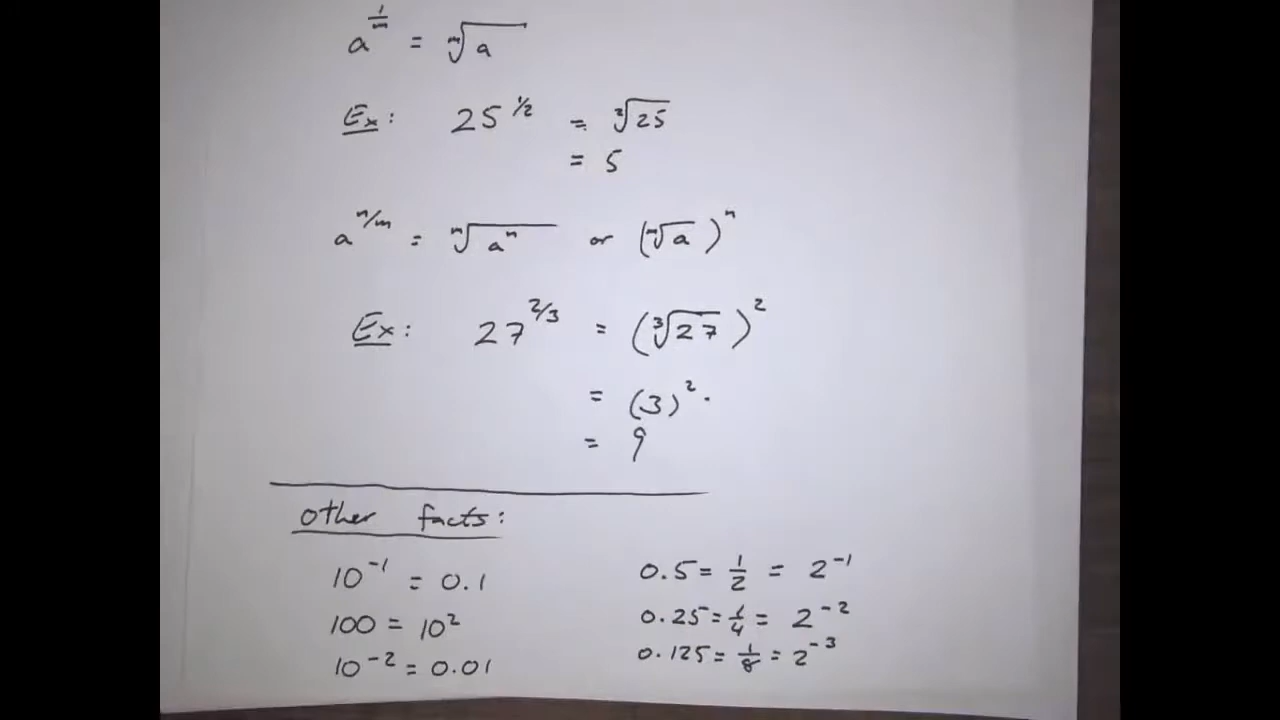 a^{1/m} = ᵐ√a
Ex: 25^{1/2} = ²√25
= 5
a^{n/m} = ᵐ√(aⁿ) or (ᵐ√a)ⁿ
Ex: 27^{2/3} = (³√27)²
= (3)².
= 9
other facts:
10⁻¹ = 0.1
100 = 10²
10⁻² = 0.01
0.5 = 1/2 = 2⁻¹
0.25 = 1/4 = 2⁻²
0.125 = 1/8 = 2⁻³